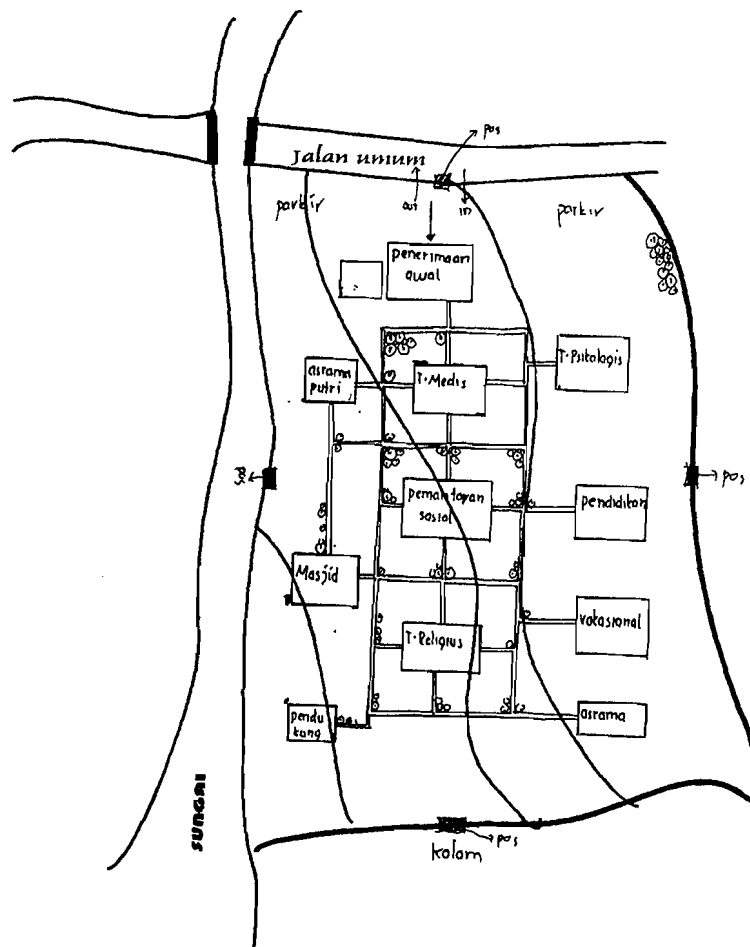 pos
Jalan umum
out
in
parkir
parkir
penerimaan
awal
T. Psikologis
asrama
putri
T. Medis
pos
pos
pemantapan
sosial
pendidikan
Masjid
vokasional
T. Religius
pendu
kung
asrama
SUNGAI
pos
kolam